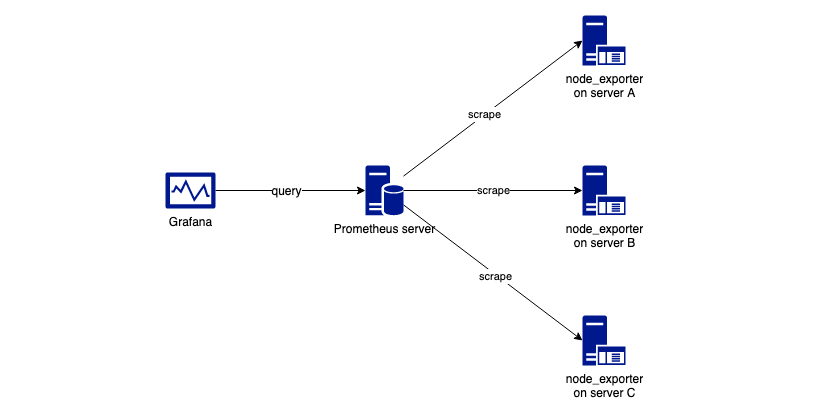 node_exporter
on server A
scrape
query
scrape
Grafana
Prometheus server
node_exporter
on server B
scrape
node_exporter
on server C